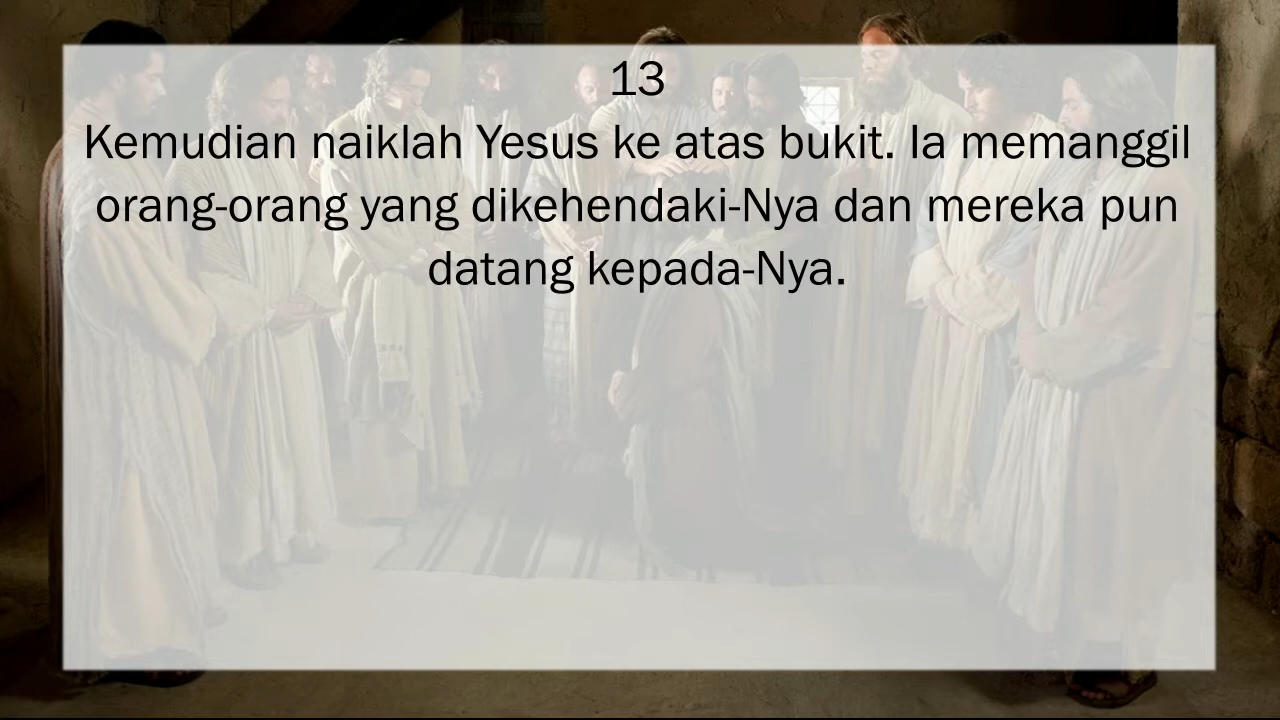 13
Kemudian naiklah Yesus ke atas bukit. Ia memanggil
orang-orang yang dikehendaki-Nya dan mereka pun
datang kepada-Nya.